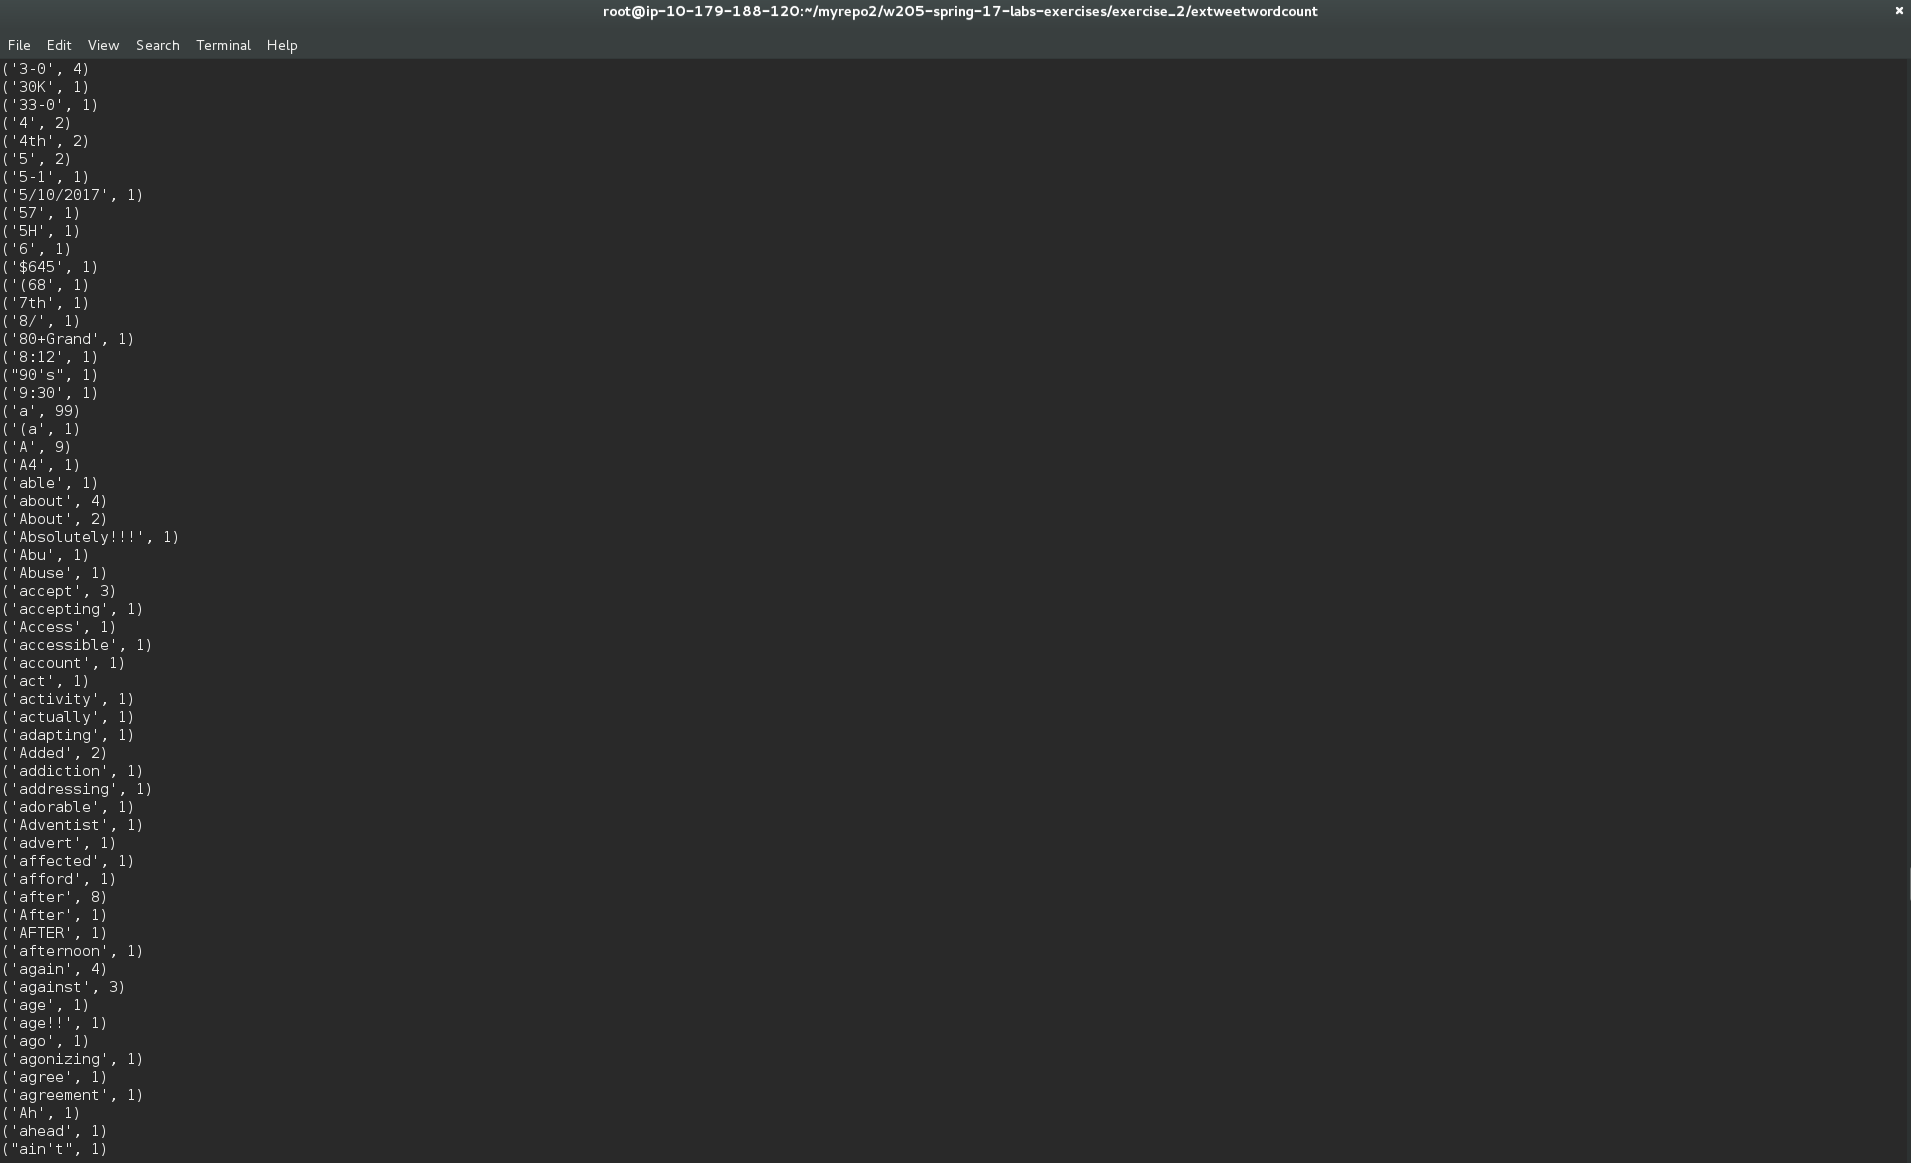 root@ip-10-179-188-120:~/myrepo2/w205-spring-17-labs-exercises/exercise_2/extweetwordcount
File Edit View Search Terminal Help
('3-0', 4)
('30K', 1)
('33-0', 1)
('4', 2)
('4th', 2)
('5', 2)
('5-1', 1)
('5/10/2017', 1)
('57', 1)
('5H', 1)
('6', 1)
('$645', 1)
('(68', 1)
('7th', 1)
('8/', 1)
('80+Grand', 1)
('8:12', 1)
("90's", 1)
('9:30', 1)
('a', 99)
('(a', 1)
('A', 9)
('A4', 1)
('able', 1)
('about', 4)
('About', 2)
('Absolutely!!!', 1)
('Abu', 1)
('Abuse', 1)
('accept', 3)
('accepting', 1)
('Access', 1)
('accessible', 1)
('account', 1)
('act', 1)
('activity', 1)
('actually', 1)
('adapting', 1)
('Added', 2)
('addiction', 1)
('addressing', 1)
('adorable', 1)
('Adventist', 1)
('advert', 1)
('affected', 1)
('afford', 1)
('after', 8)
('After', 1)
('AFTER', 1)
('afternoon', 1)
('again', 4)
('against', 3)
('age', 1)
('age!!', 1)
('ago', 1)
('agonizing', 1)
('agree', 1)
('agreement', 1)
('Ah', 1)
('ahead', 1)
("ain't", 1)